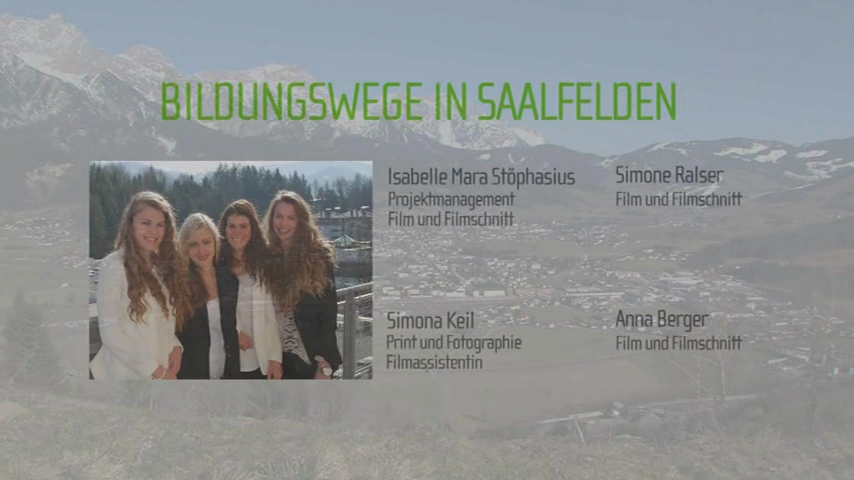 BILDUNGSWEGE IN SAALFELDEN
Isabelle Mara Stöphasius
Projektmanagement
Film und Filmschnitt
Simone Ralser
Film und Filmschnitt
Simona Keil
Print und Fotographie
Filmassistentin
Anna Berger
Film und Filmschnitt